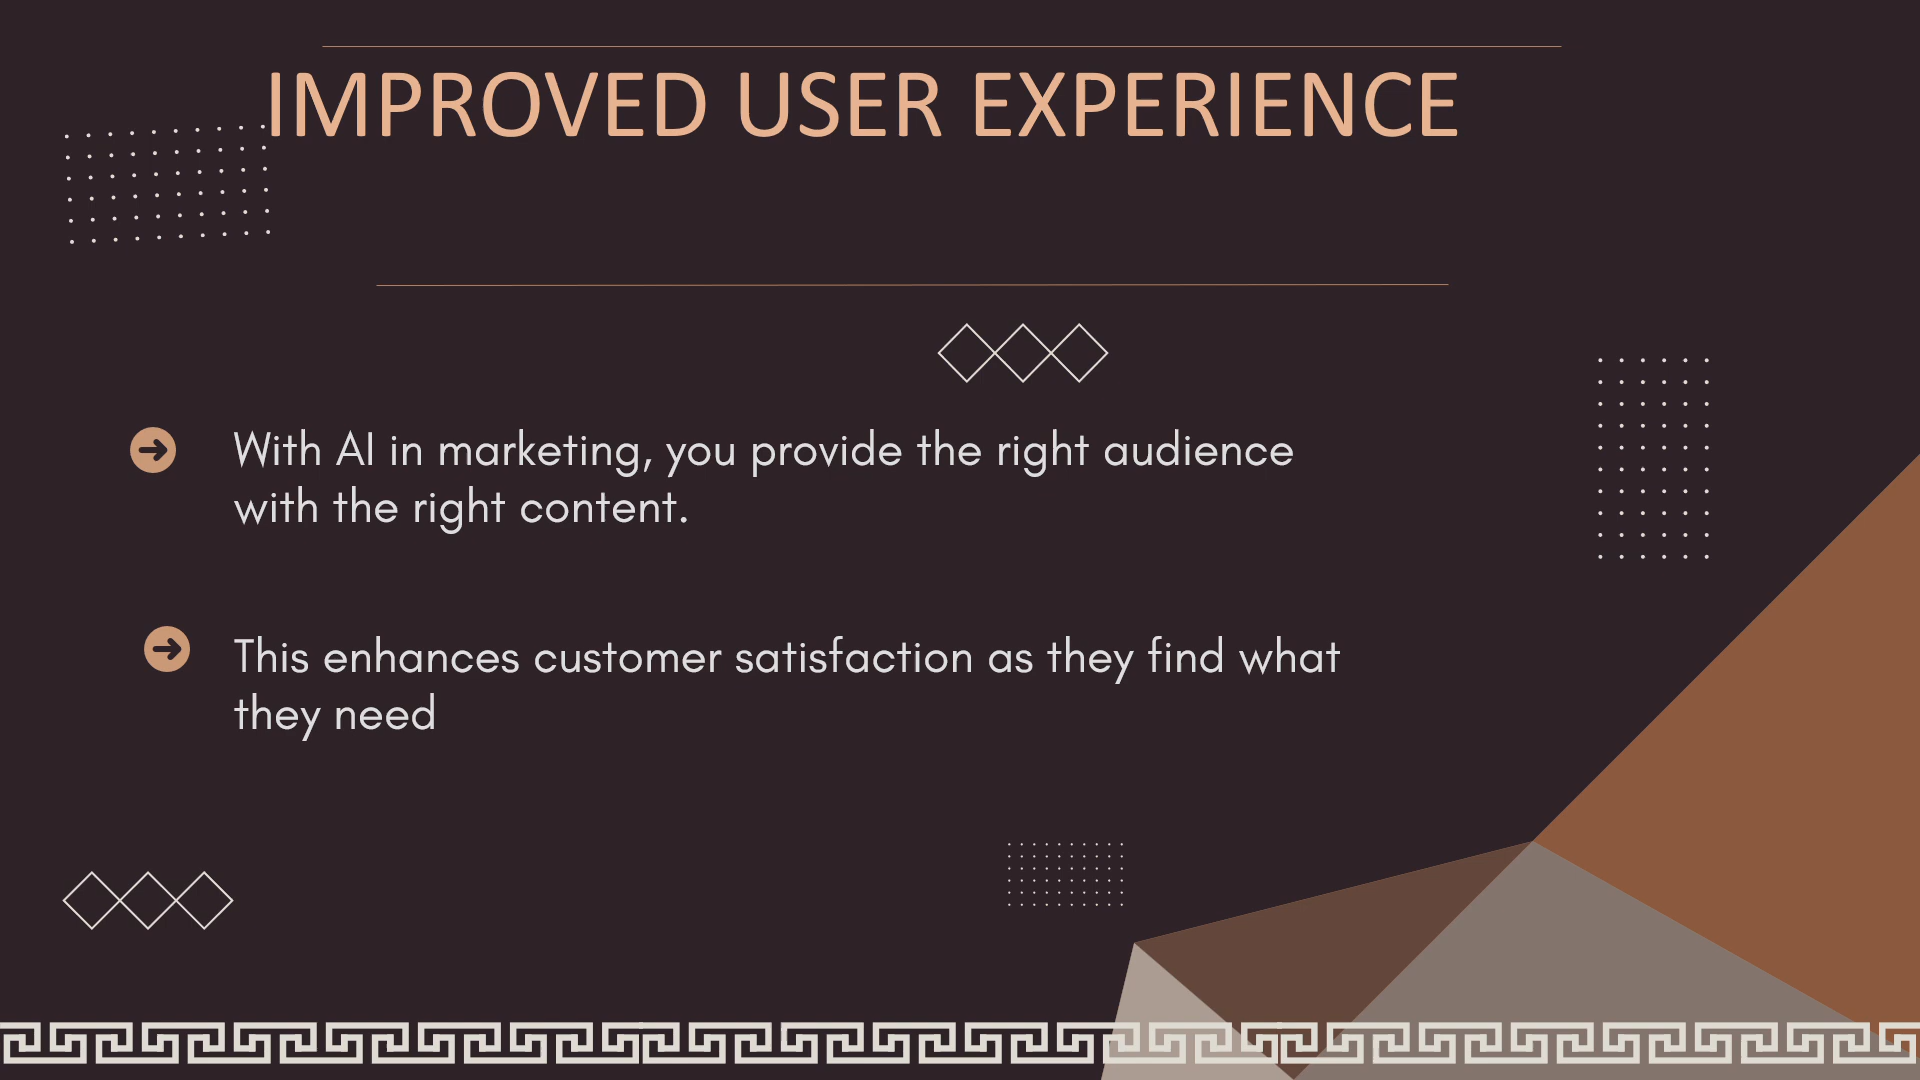 IMPROVED USER EXPERIENCE
With AI in marketing, you provide the right audience
with the right content.
This enhances customer satisfaction as they find what
they need